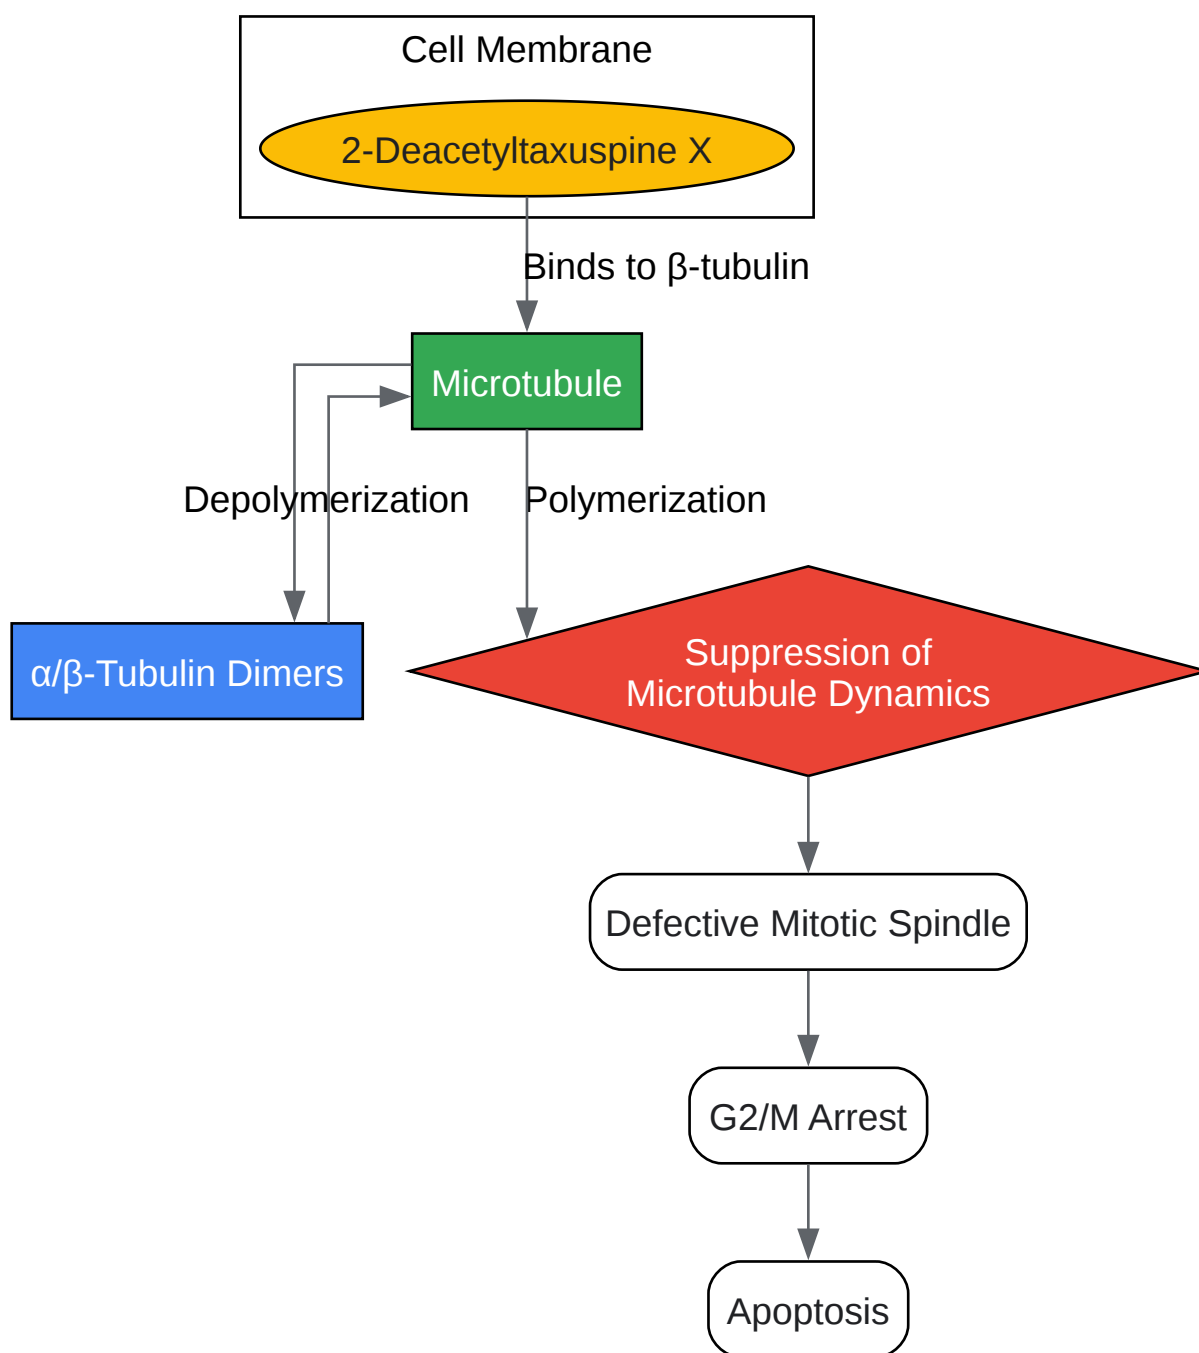 Cell Membrane
2-Deacetyltaxuspine X
Binds to β-tubulin
Microtubule
Depolymerization
Polymerization
α/β-Tubulin Dimers
Suppression of
Microtubule Dynamics
Defective Mitotic Spindle
G2/M Arrest
Apoptosis